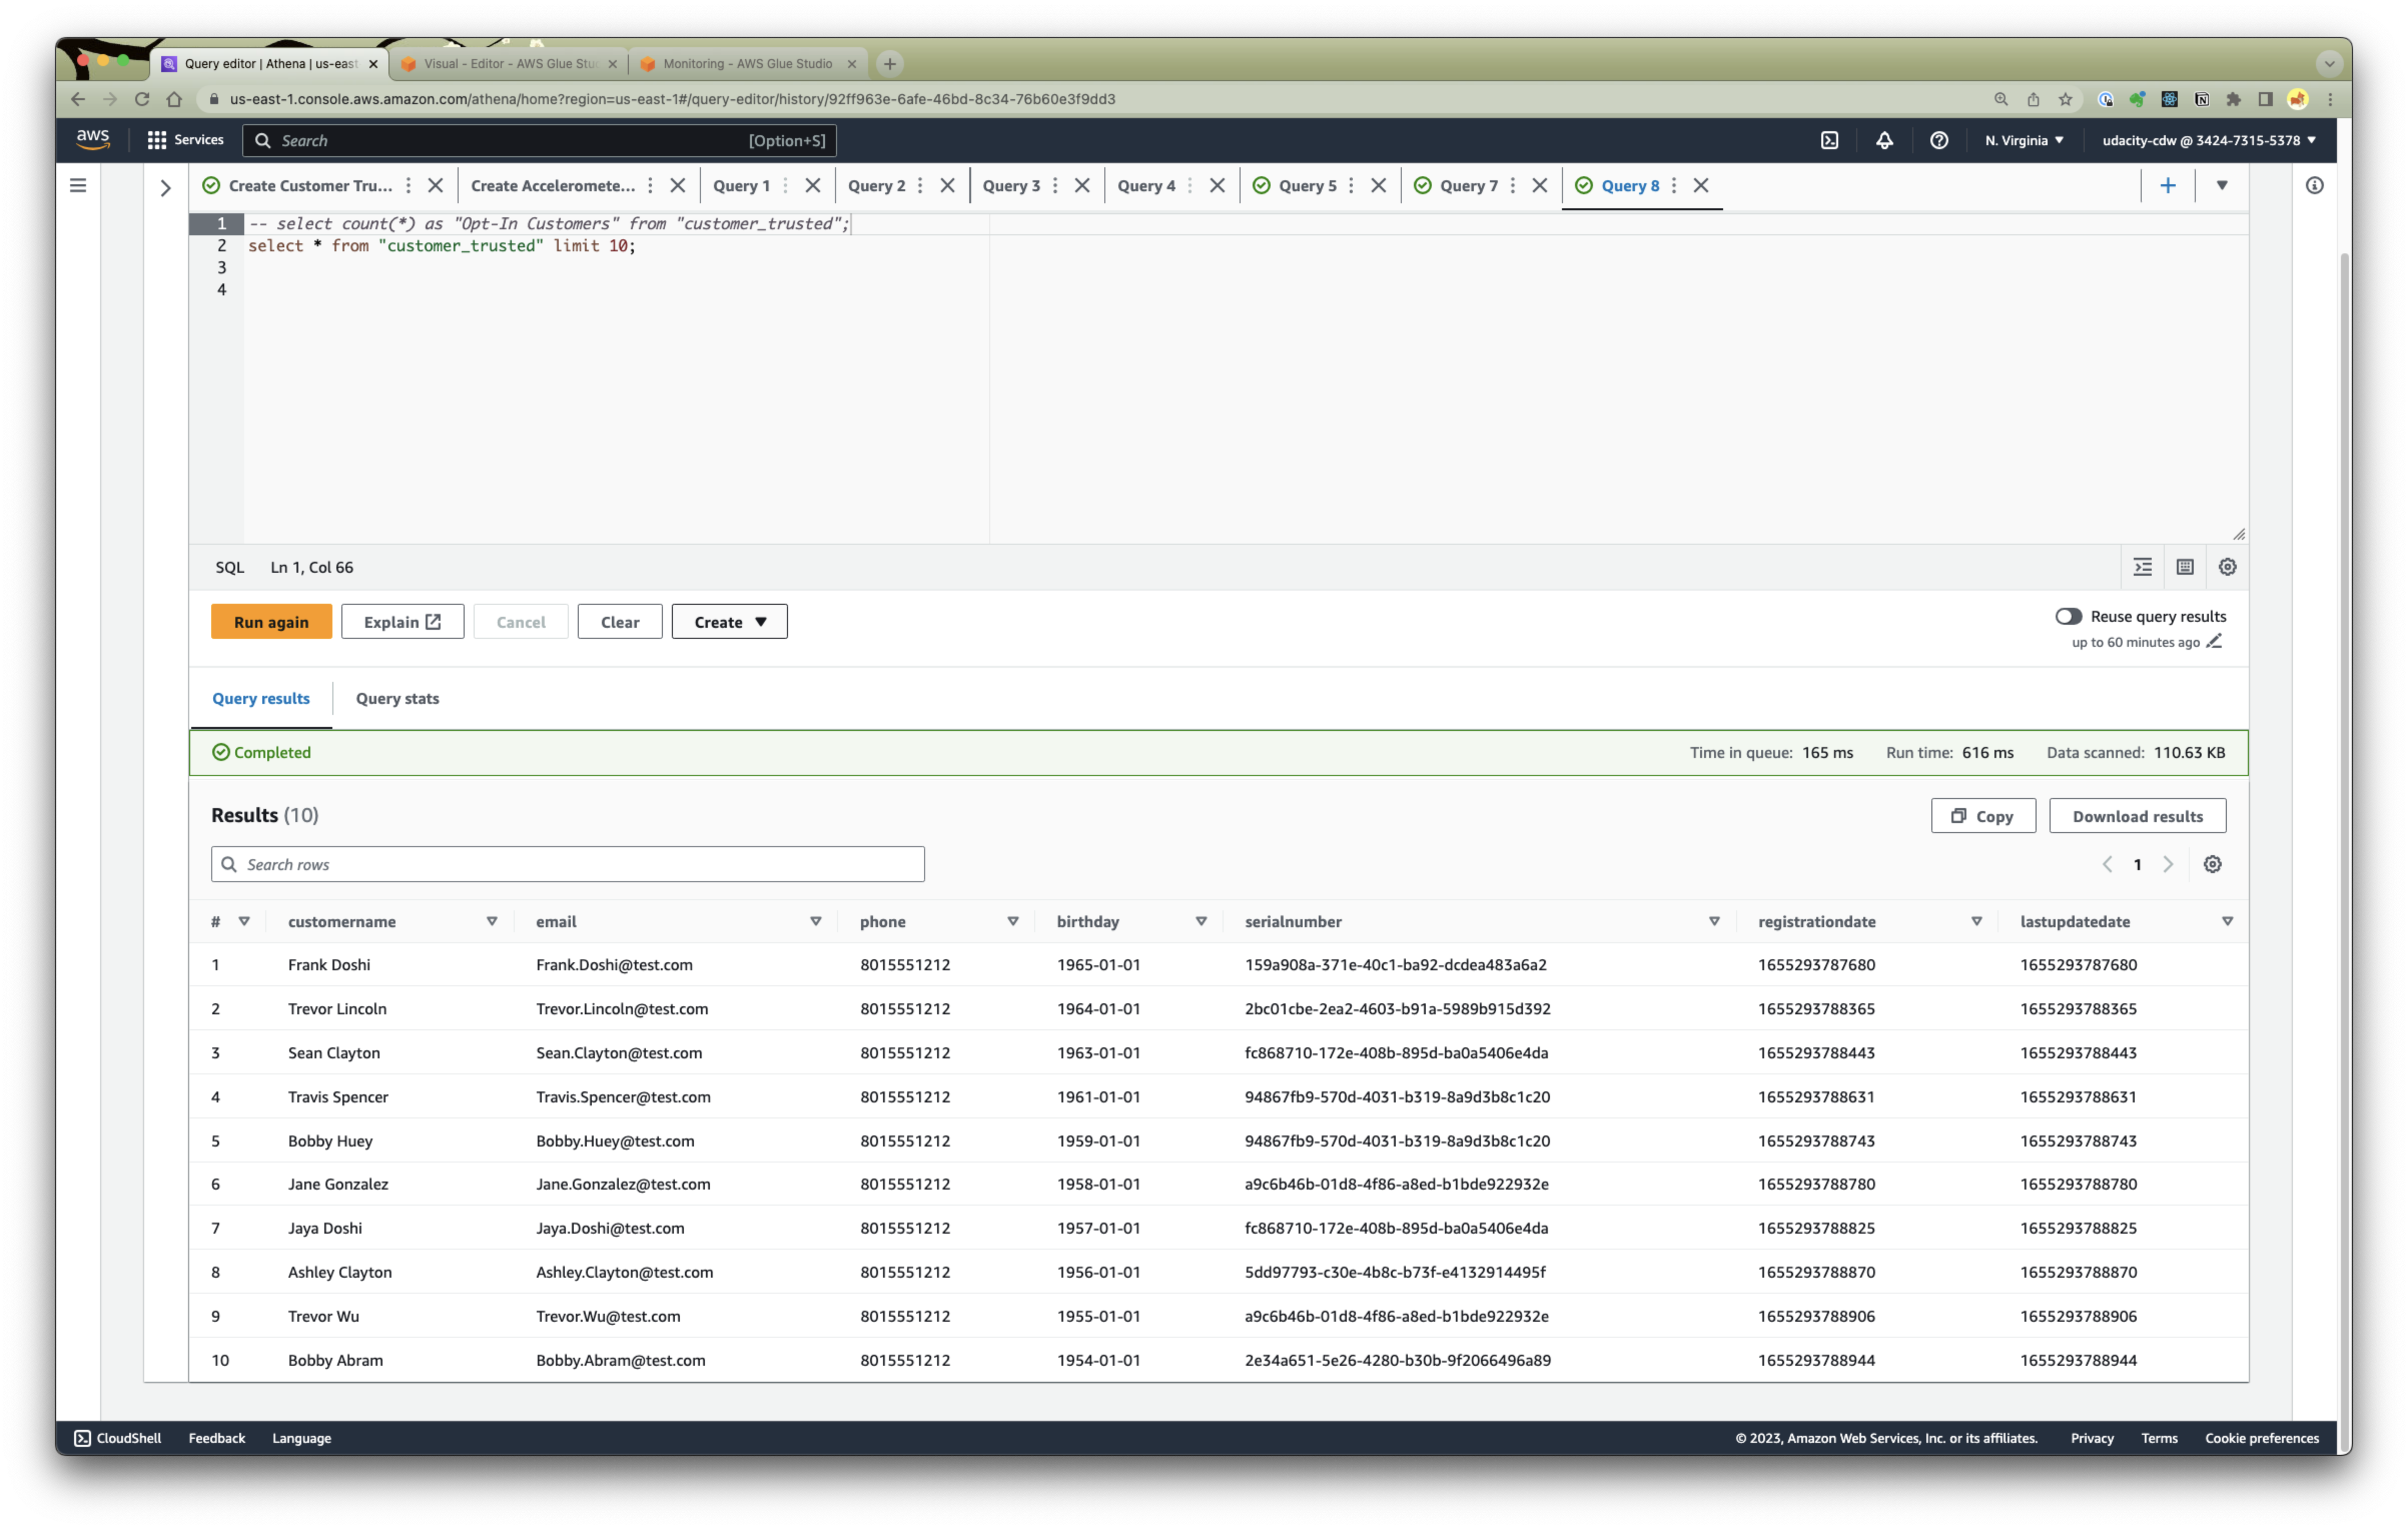 Query editor | Athena | us-east
Visual - Editor - AWS Glue Stu
Monitoring - AWS Glue Studio
us-east-1.console.aws.amazon.com/athena/home?region=us-east-1#/query-editor/history/92ff963e-6afe-46bd-8c34-76b60e3f9dd3
aws Services Search [Option+S] N. Virginia udacity-cdw @ 3424-7315-5378
Create Customer Tru... Create Acceleromete... Query 1 Query 2 Query 3 Query 4 Query 5 Query 7 Query 8
1 -- select count(*) as "Opt-In Customers" from "customer_trusted";
2 select * from "customer_trusted" limit 10;
3
4
SQL Ln 1, Col 66
Run again Explain Cancel Clear Create Reuse query results
up to 60 minutes ago
Query results Query stats
Completed Time in queue: 165 ms Run time: 616 ms Data scanned: 110.63 KB
Results (10) Copy Download results
Search rows 1
# customername email phone birthday serialnumber registrationdate lastupdatedate
1 Frank Doshi Frank.Doshi@test.com 8015551212 1965-01-01 159a908a-371e-40c1-ba92-dcdea483a6a2 1655293787680 1655293787680
2 Trevor Lincoln Trevor.Lincoln@test.com 8015551212 1964-01-01 2bc01cbe-2ea2-4603-b91a-5989b915d392 1655293788365 1655293788365
3 Sean Clayton Sean.Clayton@test.com 8015551212 1963-01-01 fc868710-172e-408b-895d-ba0a5406e4da 1655293788443 1655293788443
4 Travis Spencer Travis.Spencer@test.com 8015551212 1961-01-01 94867fb9-570d-4031-b319-8a9d3b8c1c20 1655293788631 1655293788631
5 Bobby Huey Bobby.Huey@test.com 8015551212 1959-01-01 94867fb9-570d-4031-b319-8a9d3b8c1c20 1655293788743 1655293788743
6 Jane Gonzalez Jane.Gonzalez@test.com 8015551212 1958-01-01 a9c6b46b-01d8-4f86-a8ed-b1bde922932e 1655293788780 1655293788780
7 Jaya Doshi Jaya.Doshi@test.com 8015551212 1957-01-01 fc868710-172e-408b-895d-ba0a5406e4da 1655293788825 1655293788825
8 Ashley Clayton Ashley.Clayton@test.com 8015551212 1956-01-01 5dd97793-c30e-4b8c-b73f-e4132914495f 1655293788870 1655293788870
9 Trevor Wu Trevor.Wu@test.com 8015551212 1955-01-01 a9c6b46b-01d8-4f86-a8ed-b1bde922932e 1655293788906 1655293788906
10 Bobby Abram Bobby.Abram@test.com 8015551212 1954-01-01 2e34a651-5e26-4280-b30b-9f2066496a89 1655293788944 1655293788944
CloudShell Feedback Language © 2023, Amazon Web Services, Inc. or its affiliates. Privacy Terms Cookie preferences